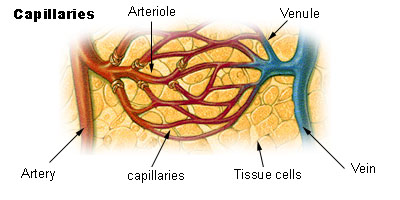 Capillaries
Arteriole
Venule
Artery
capillaries
Tissue cells
Vein